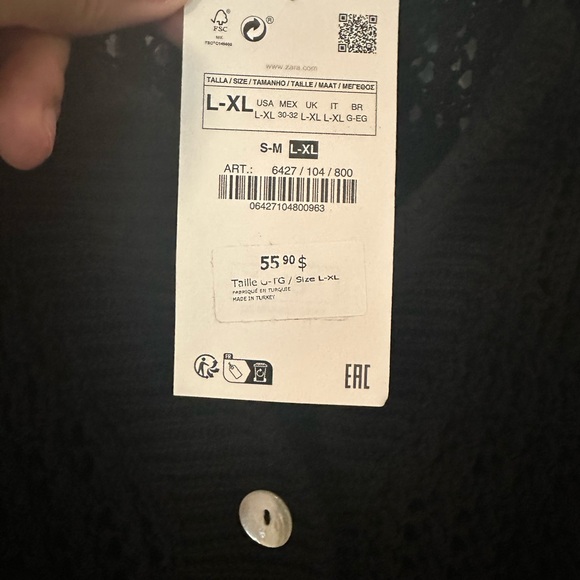 FSC
®
www.zara.com
TALLA / SIZE / TAMANHO / TAILLE / MAAT / ΜΕΓΕΘΟΣ
L-XL USA MEX UK IT BR
L-XL 30-32 L-XL L-XL G-EG
S-M L-XL
ART.: 6427 / 104 / 800
06427104800963
55 90 $
Taille G-TG / Size L-XL
FABRIQUÉ EN TURQUIE
MADE IN TURKEY
FR
EAC